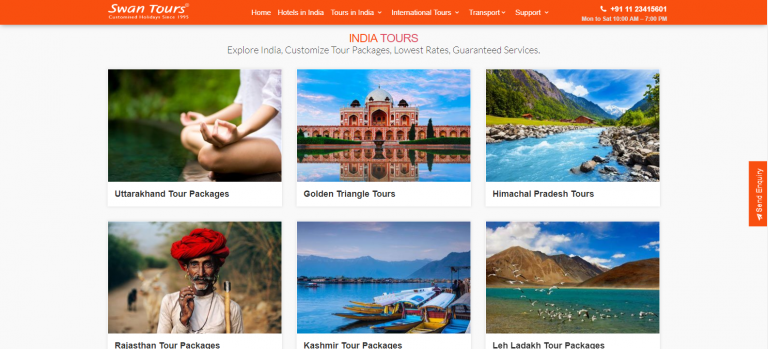 Swan Tours®
Customised Holidays Since 1995
Home Hotels in India Tours in India International Tours Transport Support
+91 11 23415601
Mon to Sat 10:00 AM – 7:00 PM
INDIA TOURS
Explore India, Customize Tour Packages, Lowest Rates, Guaranteed Services.
Uttarakhand Tour Packages
Golden Triangle Tours
Himachal Pradesh Tours
Send Enquiry
Rajasthan Tour Packages
Kashmir Tour Packages
Leh Ladakh Tour Packages